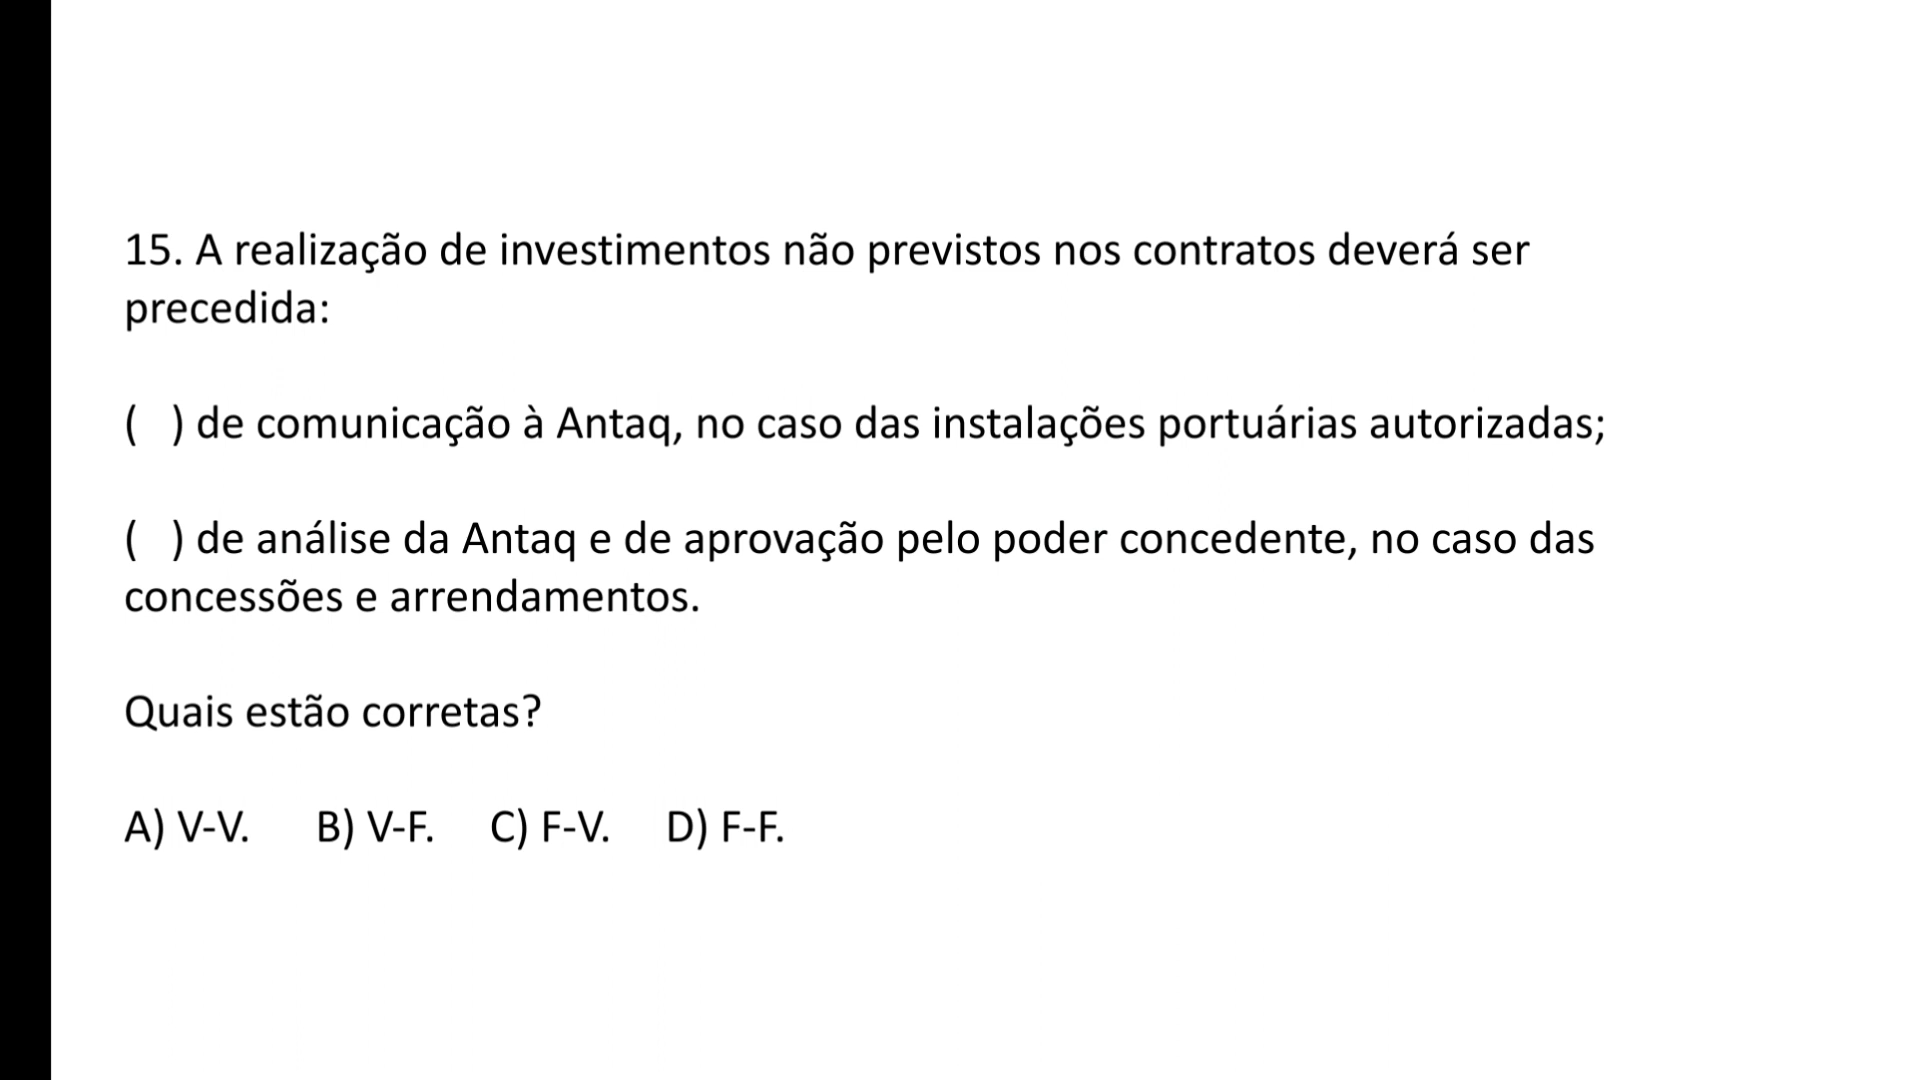 15. A realização de investimentos não previstos nos contratos deverá ser
precedida:
( ) de comunicação à Antaq, no caso das instalações portuárias autorizadas;
( ) de análise da Antaq e de aprovação pelo poder concedente, no caso das
concessões e arrendamentos.
Quais estão corretas?
A) V-V. B) V-F. C) F-V. D) F-F.